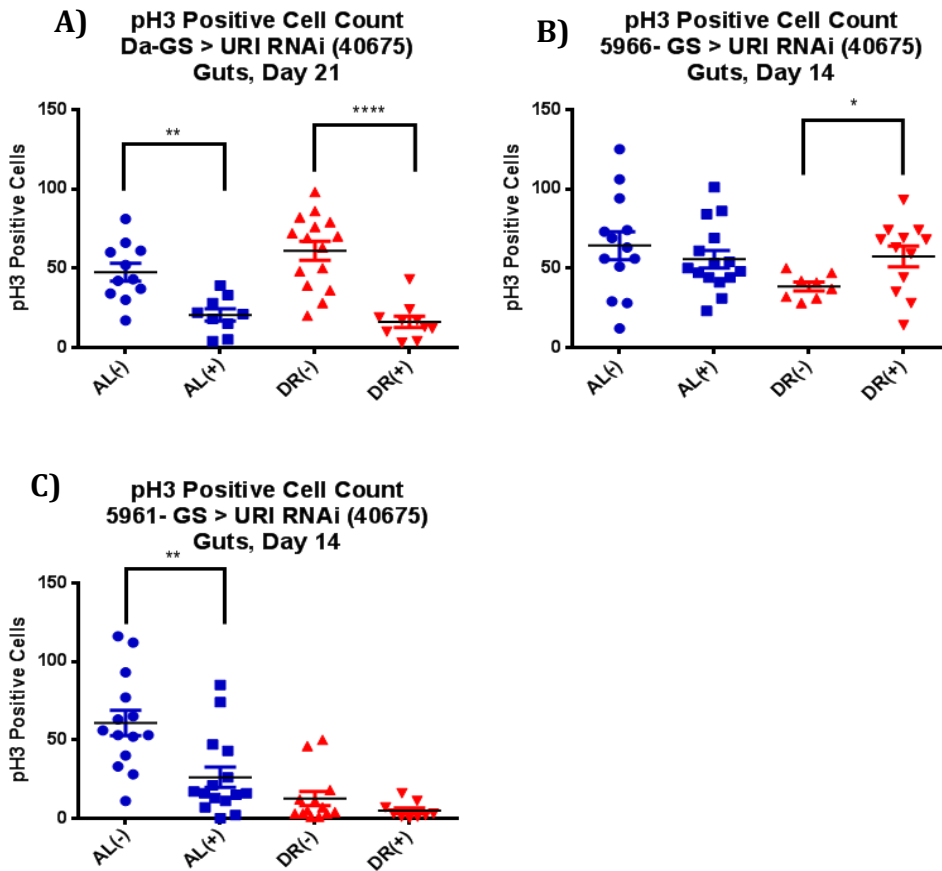 A)
pH3 Positive Cell Count
Da-GS > URI RNAi (40675)
Guts, Day 21
pH3 Positive Cells
150
100
50
0
**
****
AL(-)
AL(+)
DR(-)
DR(+)
B)
pH3 Positive Cell Count
5966- GS > URI RNAi (40675)
Guts, Day 14
pH3 Positive Cells
150
100
50
0
*
AL(-)
AL(+)
DR(-)
DR(+)
C)
pH3 Positive Cell Count
5961- GS > URI RNAi (40675)
Guts, Day 14
pH3 Positive Cells
150
100
50
0
**
AL(-)
AL(+)
DR(-)
DR(+)